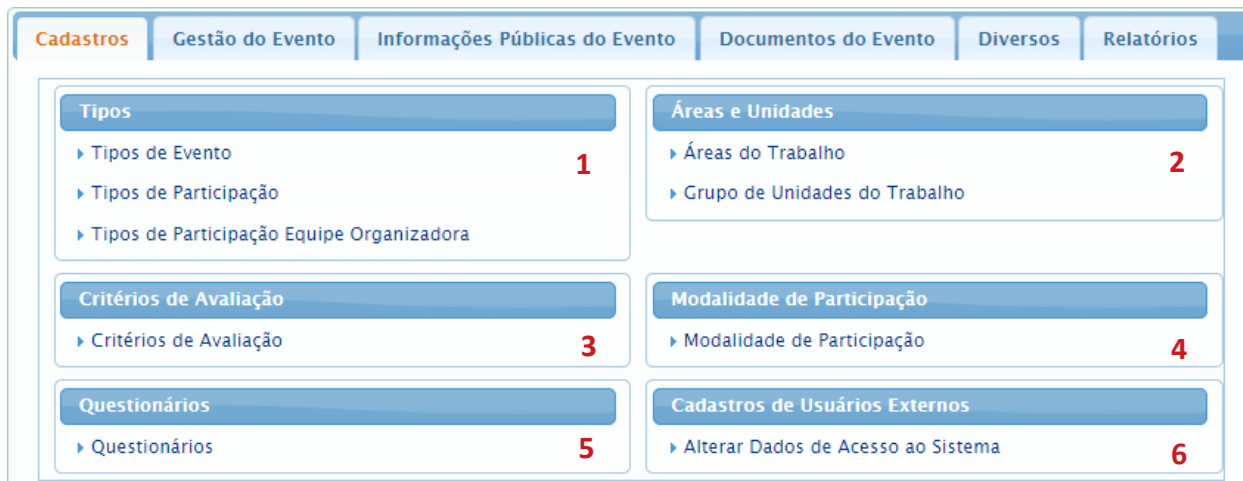 Cadastros Gestão do Evento Informações Públicas do Evento Documentos do Evento Diversos Relatórios
Tipos
Tipos de Evento
Tipos de Participação
Tipos de Participação Equipe Organizadora
1
Áreas e Unidades
Áreas do Trabalho
Grupo de Unidades do Trabalho
2
Critérios de Avaliação
Critérios de Avaliação
3
Modalidade de Participação
Modalidade de Participação
4
Questionários
Questionários
5
Cadastros de Usuários Externos
Alterar Dados de Acesso ao Sistema
6